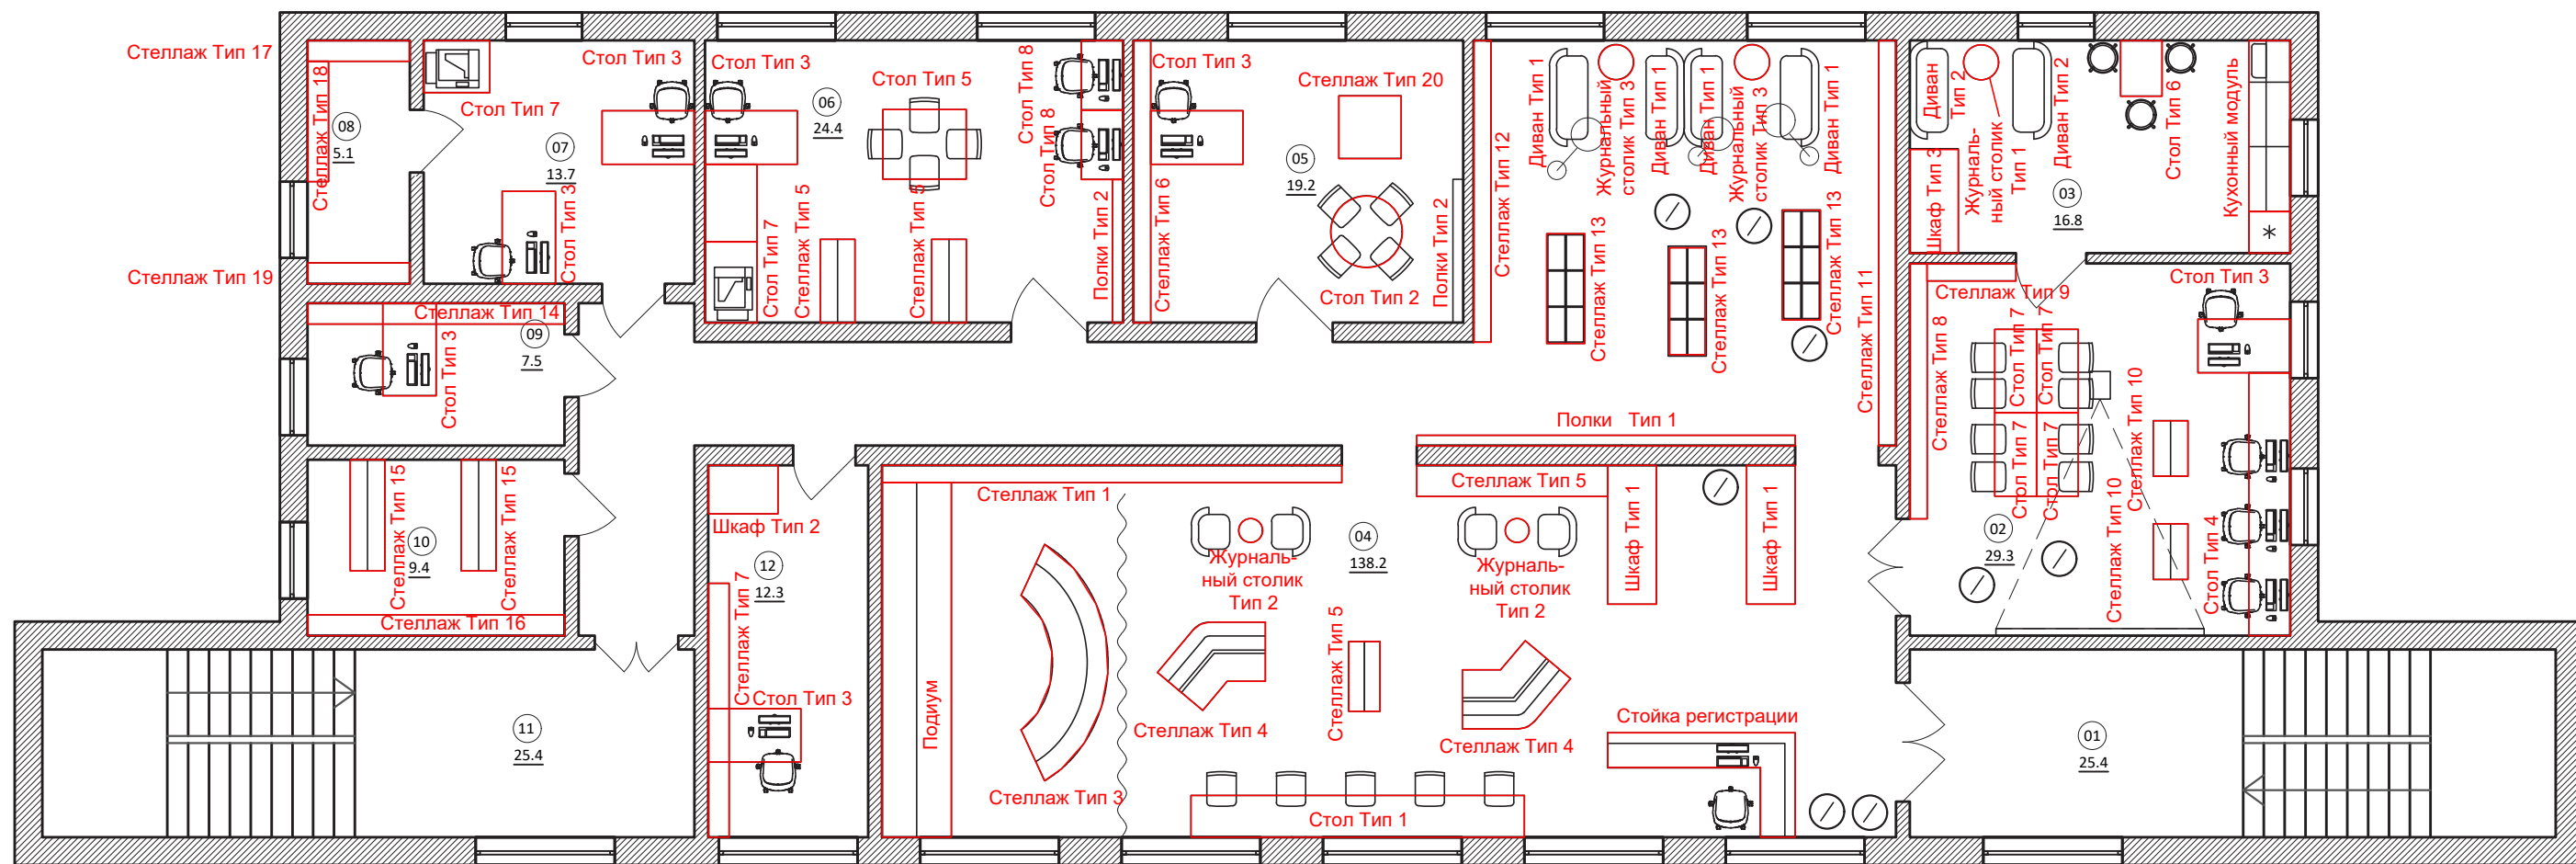 Стеллаж Тип 17
Стеллаж Тип 18
08
5.1
Стеллаж Тип 19
Стол Тип 7
Стол Тип 3
07
13.7
Стол Тип 3
Стол Тип 3
06
24.4
Стол Тип 5
Стол Тип 8
Стол Тип 8
Полки Тип 2
Стол Тип 7
Стеллаж Тип 5
Стеллаж Тип 5
Стол Тип 3
Стеллаж Тип 20
05
19.2
Стеллаж Тип 6
Стол Тип 2
Полки Тип 2
Стеллаж Тип 12
Диван Тип 1
Журнальный
столик Тип 3
Диван Тип 1
Диван Тип 1
Журнальный
столик Тип 3
Диван Тип 1
Стеллаж Тип 13
Стеллаж Тип 13
Стеллаж Тип 13
Стеллаж Тип 11
Полки Тип 1
Диван
Тип 2
Журналь-
ный столик
Тип 1
Диван Тип 2
Стол Тип 6
Кухонный модуль
Шкаф Тип 3
03
16.8
*
Стеллаж Тип 9
Стол Тип 3
Стеллаж Тип 8
Стол Тип 7
Стол Тип 7
Стол Тип 7
Стол Тип 7
Стеллаж Тип 10
Стеллаж Тип 10
Стол Тип 4
02
29.3
Стеллаж Тип 14
09
7.5
Стол Тип 3
Стеллаж Тип 15
Стеллаж Тип 15
10
9.4
Стеллаж Тип 16
11
25.4
Шкаф Тип 2
12
12.3
Стеллаж Тип 7
Стол Тип 3
Стеллаж Тип 1
Подиум
Стеллаж Тип 3
Журналь-
ный столик
Тип 2
04
138.2
Стеллаж Тип 5
Журналь-
ный столик
Тип 2
Шкаф Тип 1
Шкаф Тип 1
Стеллаж Тип 4
Стеллаж Тип 5
Стеллаж Тип 4
Стойка регистрации
Стол Тип 1
01
25.4